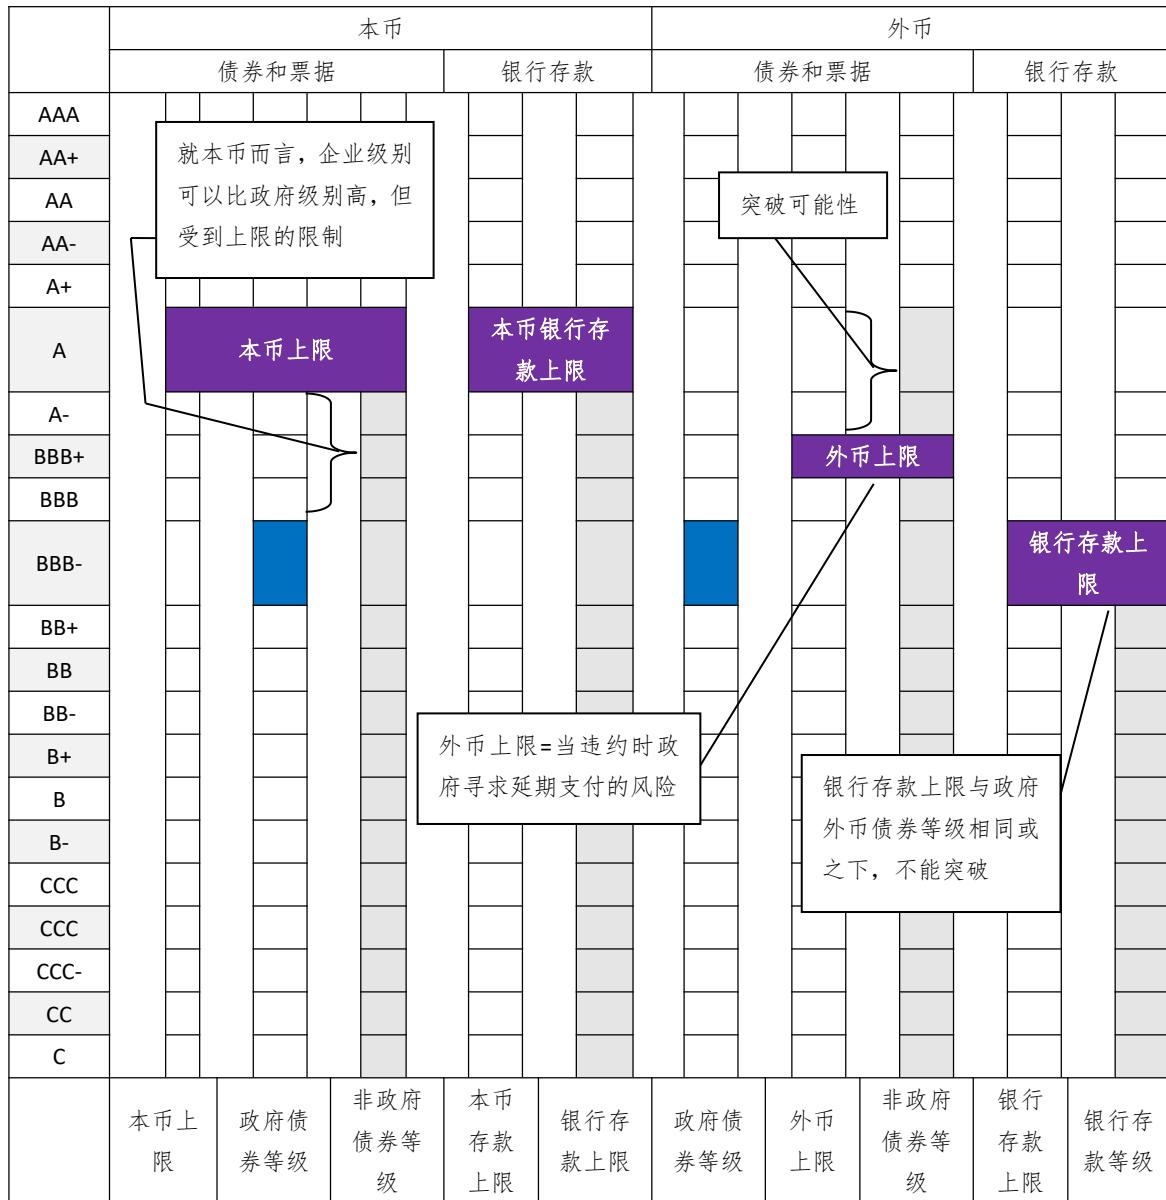 本币
外币
债券和票据
银行存款
债券和票据
银行存款
AAA
AA+
AA
AA-
A+
A
A-
BBB+
BBB
BBB-
BB+
BB
BB-
B+
B
B-
CCC
CCC
CCC-
CC
C
就本币而言，企业级别
可以比政府级别高，但
受到上限的限制
突破可能性
本币上限
本币银行存
款上限
外币上限
银行存款上
限
外币上限=当违约时政
府寻求延期支付的风险
银行存款上限与政府
外币债券等级相同或
之下，不能突破
本币上
限
政府债
券等级
非政府
债券等
级
本币
存款
上限
银行存
款上限
政府债
券等级
外币
上限
非政府
债券等
级
银行
存款
上限
银行存
款等级